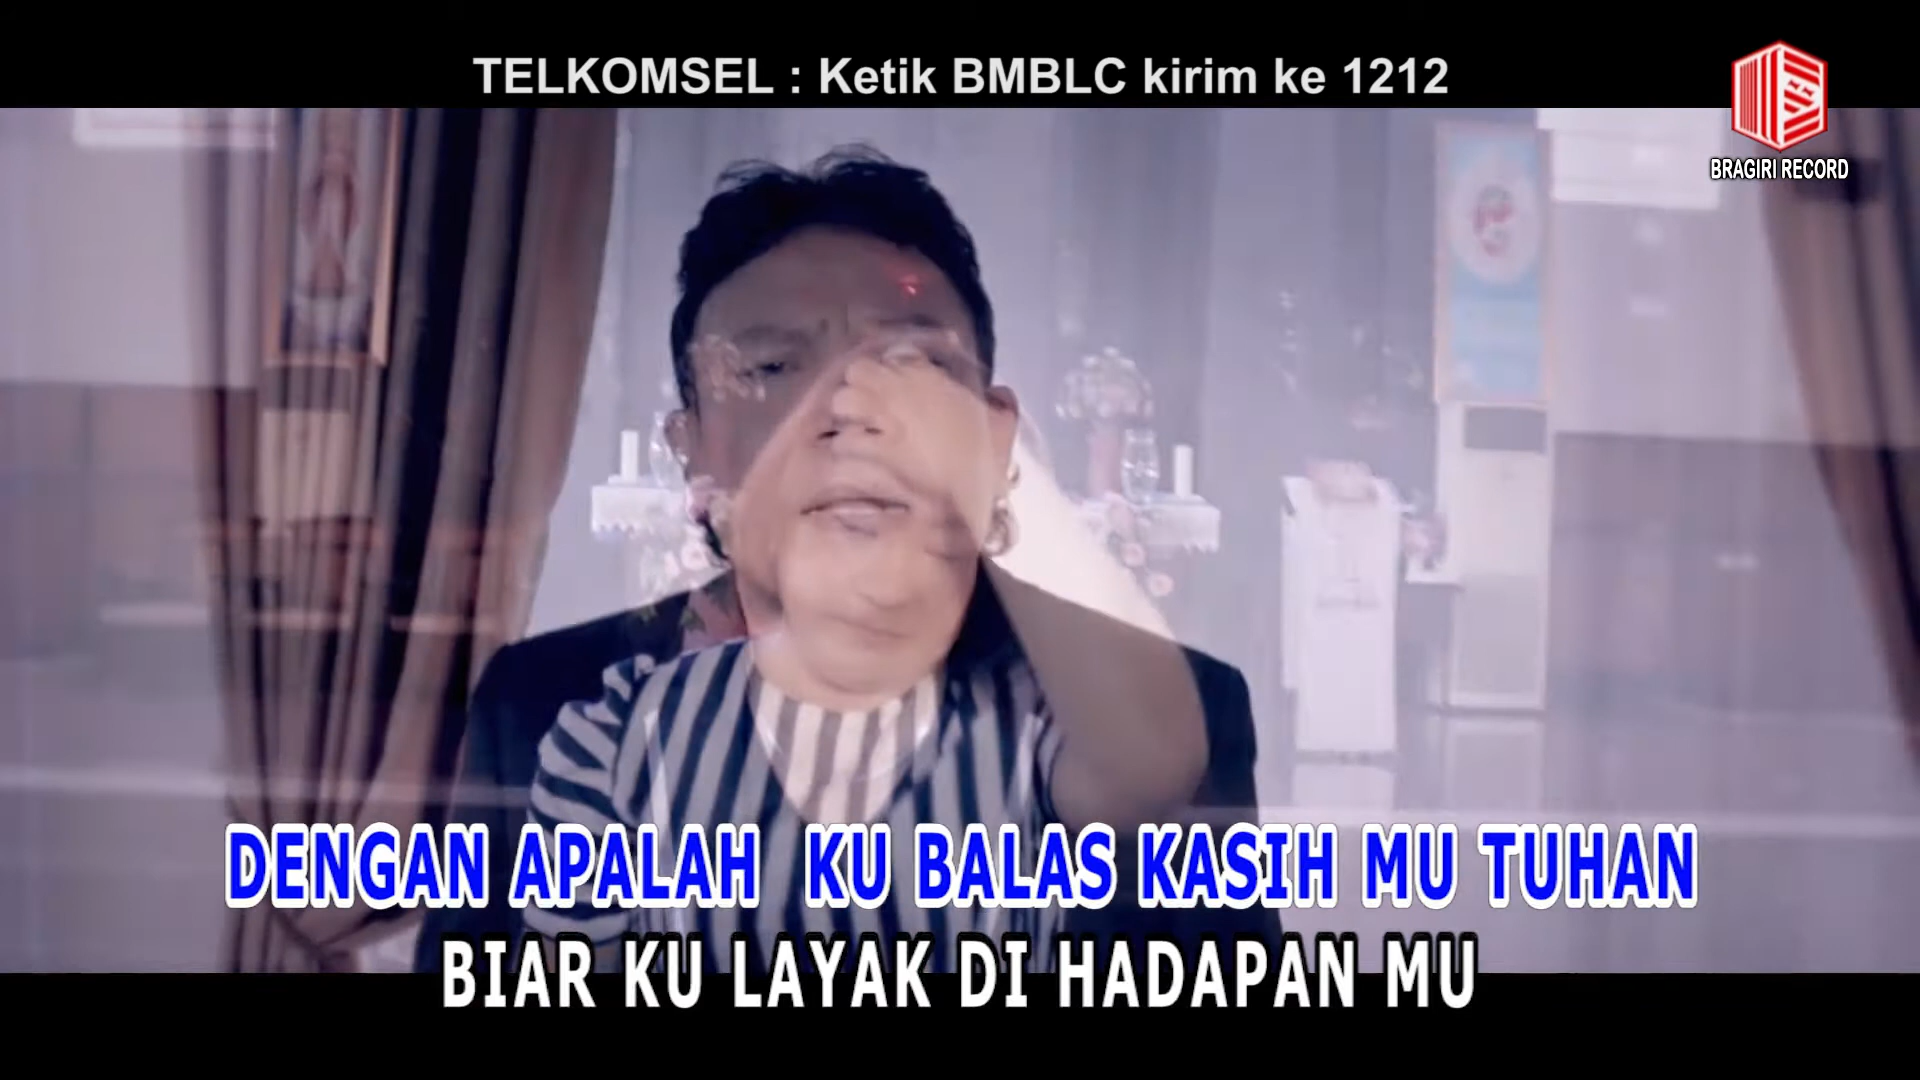 TELKOMSEL : Ketik BMBLC kirim ke 1212
BRAGIRI RECORD
DENGAN APALAH KU BALAS KASIH MU TUHAN
BIAR KU LAYAK DI HADAPAN MU